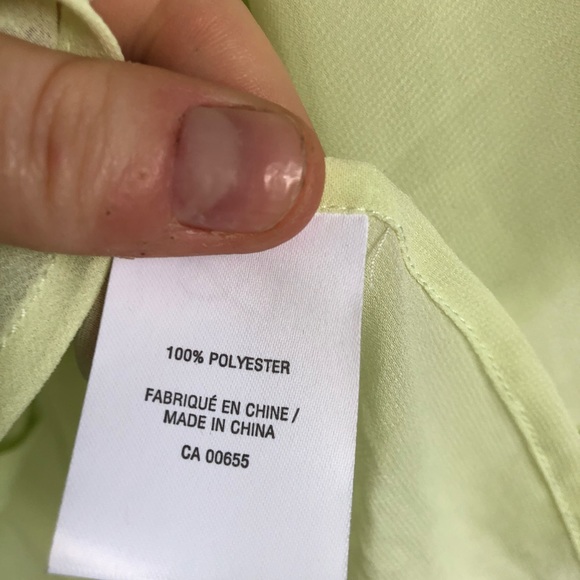 100% POLYESTER
FABRIQUÉ EN CHINE /
MADE IN CHINA
CA 00655